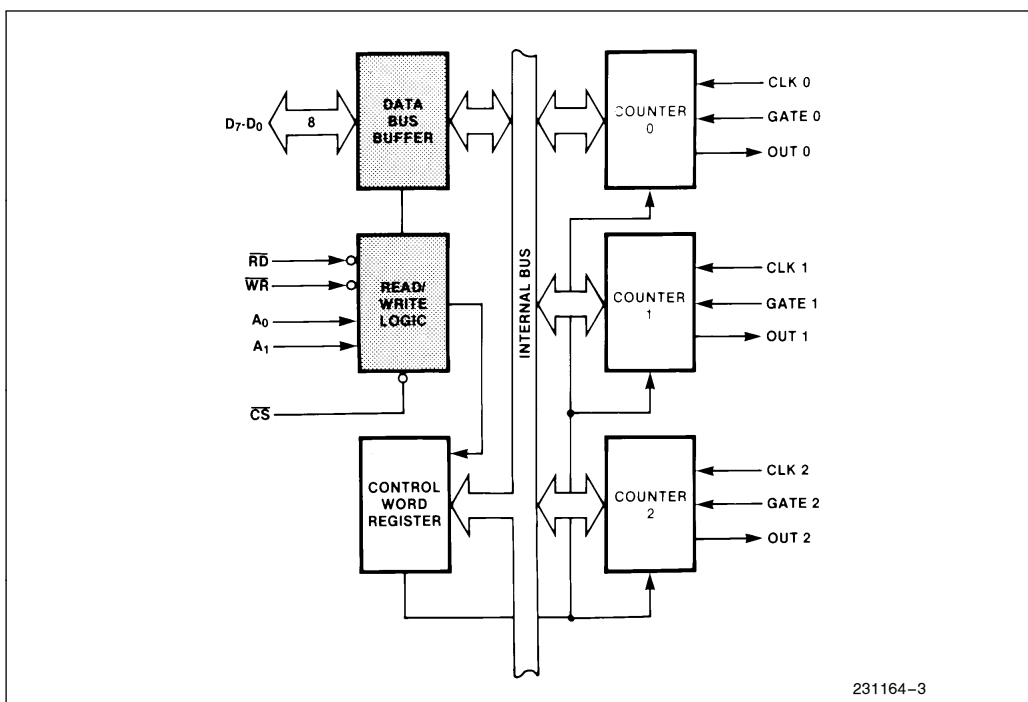 DATA
BUS
BUFFER
D7-D0
8
COUNTER
0
CLK 0
GATE 0
OUT 0
RD
WR
A0
A1
CS
READ/
WRITE
LOGIC
INTERNAL BUS
COUNTER
1
CLK 1
GATE 1
OUT 1
CONTROL
WORD
REGISTER
COUNTER
2
CLK 2
GATE 2
OUT 2
231164–3